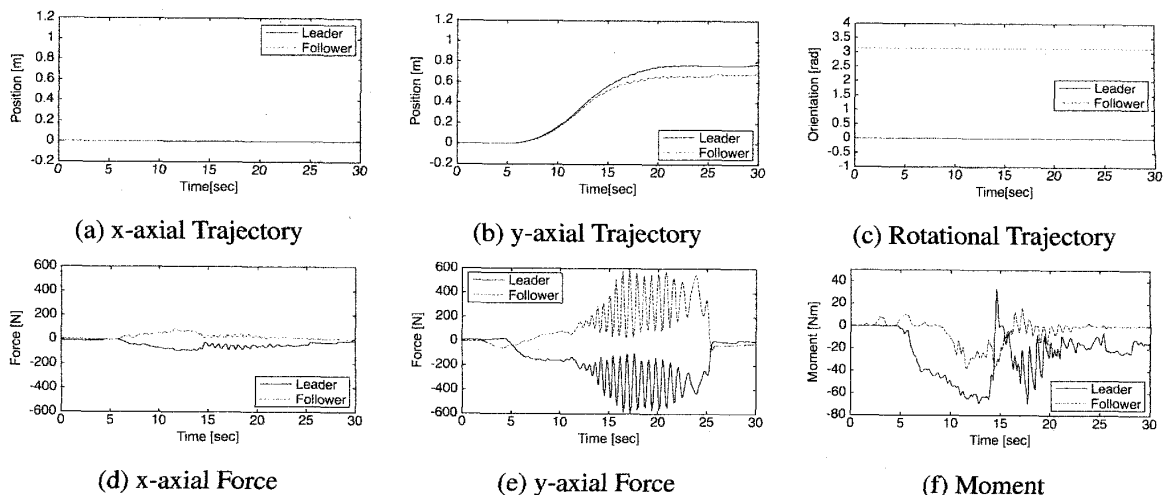 1.2
1
0.8
0.6
0.4
0.2
0
-0.2
Position [m]
Leader
Follower
0 5 10 15 20 25 30
Time[sec]
(a) x-axial Trajectory
1.2
1
0.8
0.6
0.4
0.2
0
-0.2
Position [m]
Leader
Follower
0 5 10 15 20 25 30
Time[sec]
(b) y-axial Trajectory
4
3.5
3
2.5
2
1.5
1
0.5
0
-0.5
-1
Orientation [rad]
Leader
Follower
0 5 10 15 20 25 30
Time[sec]
(c) Rotational Trajectory
600
400
200
0
-200
-400
-600
Force [N]
Leader
Follower
0 5 10 15 20 25 30
Time [sec]
(d) x-axial Force
600
400
200
0
-200
-400
600
Force [N]
Leader
Follower
0 5 10 15 20 25 30
Time [sec]
(e) y-axial Force
40
20
0
-20
-40
-60
-80
Moment [Nm]
Leader
Follower
0 5 10 15 20 25 30
Time [sec]
(f) Moment